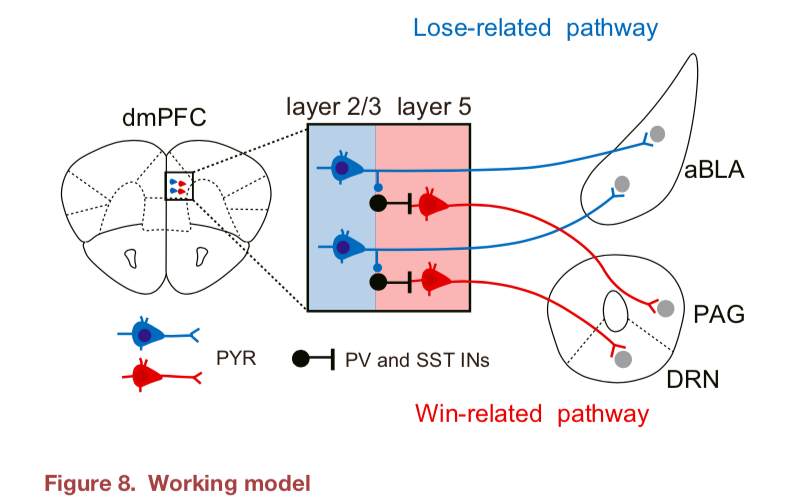 Lose-related pathway
dmPFC
layer 2/3 layer 5
aBLA
PAG
DRN
PYR
PV and SST INs
Win-related pathway
Figure 8. Working model